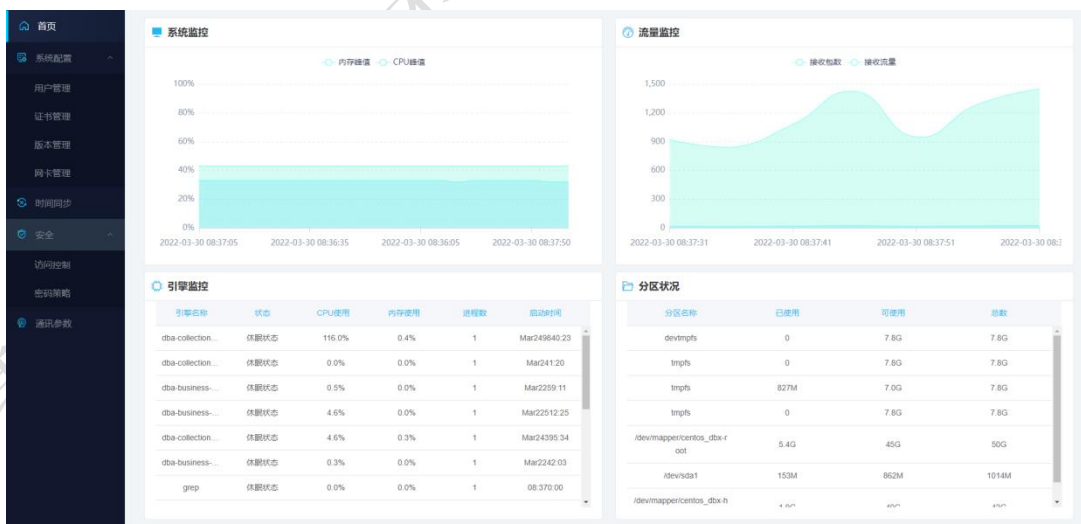 首页
系统配置
用户管理
证书管理
版本管理
网卡管理
时间同步
安全
访问控制
密码策略
通讯参数
系统监控
内存峰值 CPU峰值
100%
80%
60%
40%
20%
0%
2022-03-30 08:37:05 2022-03-30 08:36:35 2022-03-30 08:36:05 2022-03-30 08:37:50
流量监控
接收包数 接收流量
1,500
1,200
900
600
300
0
2022-03-30 08:37:31 2022-03-30 08:37:41 2022-03-30 08:37:51 2022-03-30 08:3
引擎监控
引擎名称 状态 CPU使用 内存使用 进程数 启动时间
dba-collection... 休眠状态 116.0% 0.4% 1 Mar249840:23
dba-collection... 休眠状态 0.0% 0.0% 1 Mar241:20
dba-business-... 休眠状态 0.5% 0.0% 1 Mar2259:11
dba-business-... 休眠状态 4.6% 0.0% 1 Mar22512:25
dba-collection... 休眠状态 4.6% 0.3% 1 Mar24395:34
dba-business-... 休眠状态 0.3% 0.0% 1 Mar2242:03
grep 休眠状态 0.0% 0.0% 1 08:370:00
分区状况
分区名称 已使用 可使用 总数
devtmpfs 0 7.8G 7.8G
tmpfs 0 7.8G 7.8G
tmpfs 827M 7.0G 7.8G
tmpfs 0 7.8G 7.8G
/dev/mapper/centos_dbx-r
oot 5.4G 45G 50G
/dev/sda1 153M 862M 1014M
/dev/mapper/centos_dbx-h